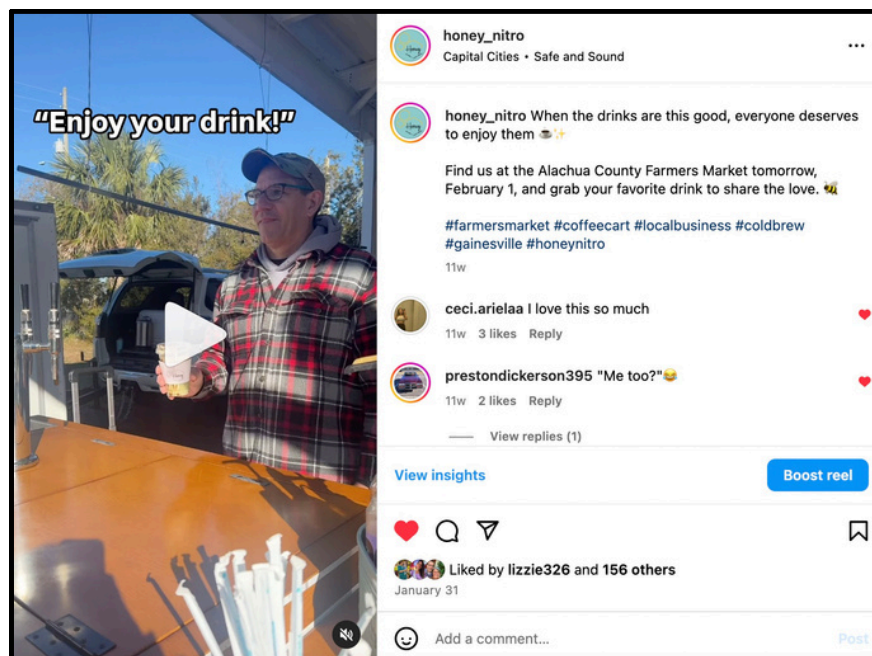 “Enjoy your drink!”
honey_nitro
Capital Cities • Safe and Sound
honey_nitro When the drinks are this good, everyone deserves
to enjoy them ☕✨
Find us at the Alachua County Farmers Market tomorrow,
February 1, and grab your favorite drink to share the love. 🐝
#farmersmarket #coffeecart #localbusiness #coldbrew
#gainesville #honeynitro
11w
ceci.arielaa I love this so much
11w 3 likes Reply
prestondickerson395 "Me too?"😂
11w 2 likes Reply
View replies (1)
View insights
Boost reel
Liked by lizzie326 and 156 others
January 31
Add a comment...
Post